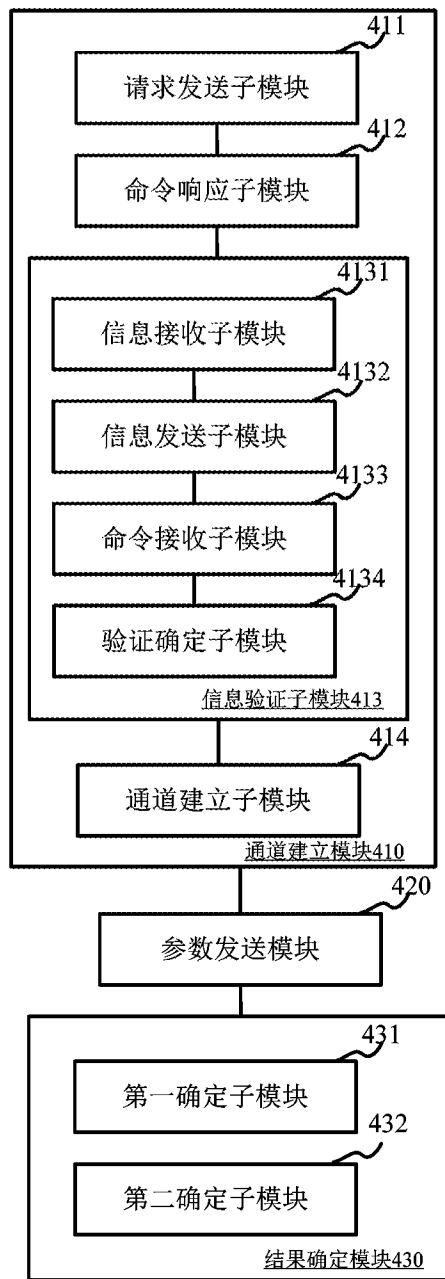 411
请求发送子模块
412
命令响应子模块
4131
信息接收子模块
4132
信息发送子模块
4133
命令接收子模块
4134
验证确定子模块
信息验证子模块413
414
通道建立子模块
通道建立模块410
420
参数发送模块
431
第一确定子模块
432
第二确定子模块
结果确定模块430